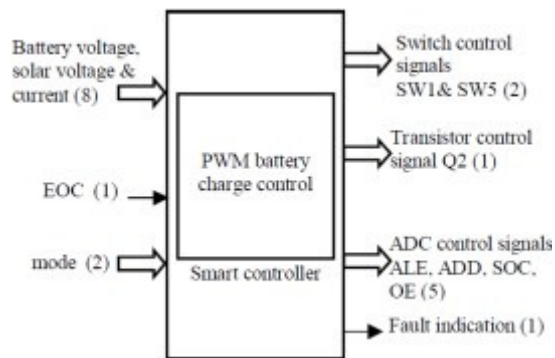 Battery voltage,
solar voltage &
current (8)
EOC (1)
mode (2)
PWM battery
charge control
Smart controller
Switch control
signals
SW1& SW5 (2)
Transistor control
signal Q2 (1)
ADC control signals
ALE, ADD, SOC,
OE (5)
Fault indication (1)